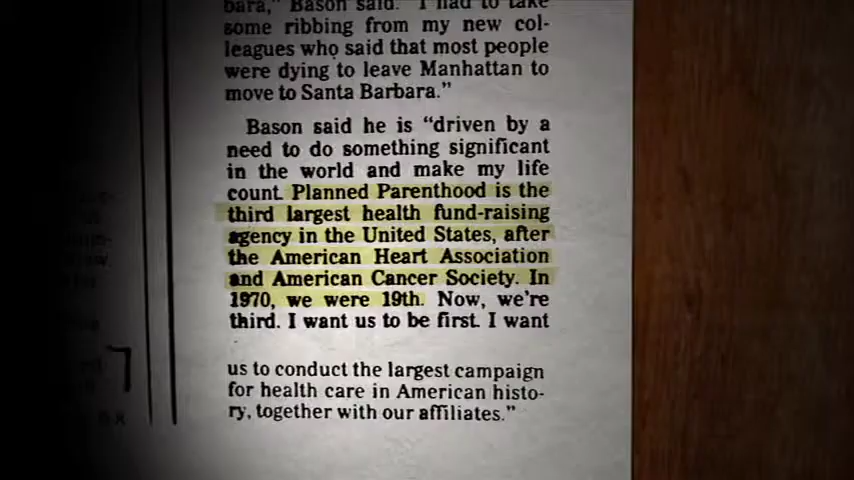 bara," Bason said. "I had to take
some ribbing from my new col-
leagues who said that most people
were dying to leave Manhattan to
move to Santa Barbara."
Bason said he is "driven by a
need to do something significant
in the world and make my life
count. Planned Parenthood is the
third largest health fund-raising
agency in the United States, after
the American Heart Association
and American Cancer Society. In
1970, we were 19th. Now, we're
third. I want us to be first. I want
us to conduct the largest campaign
for health care in American histo-
ry, together with our affiliates."